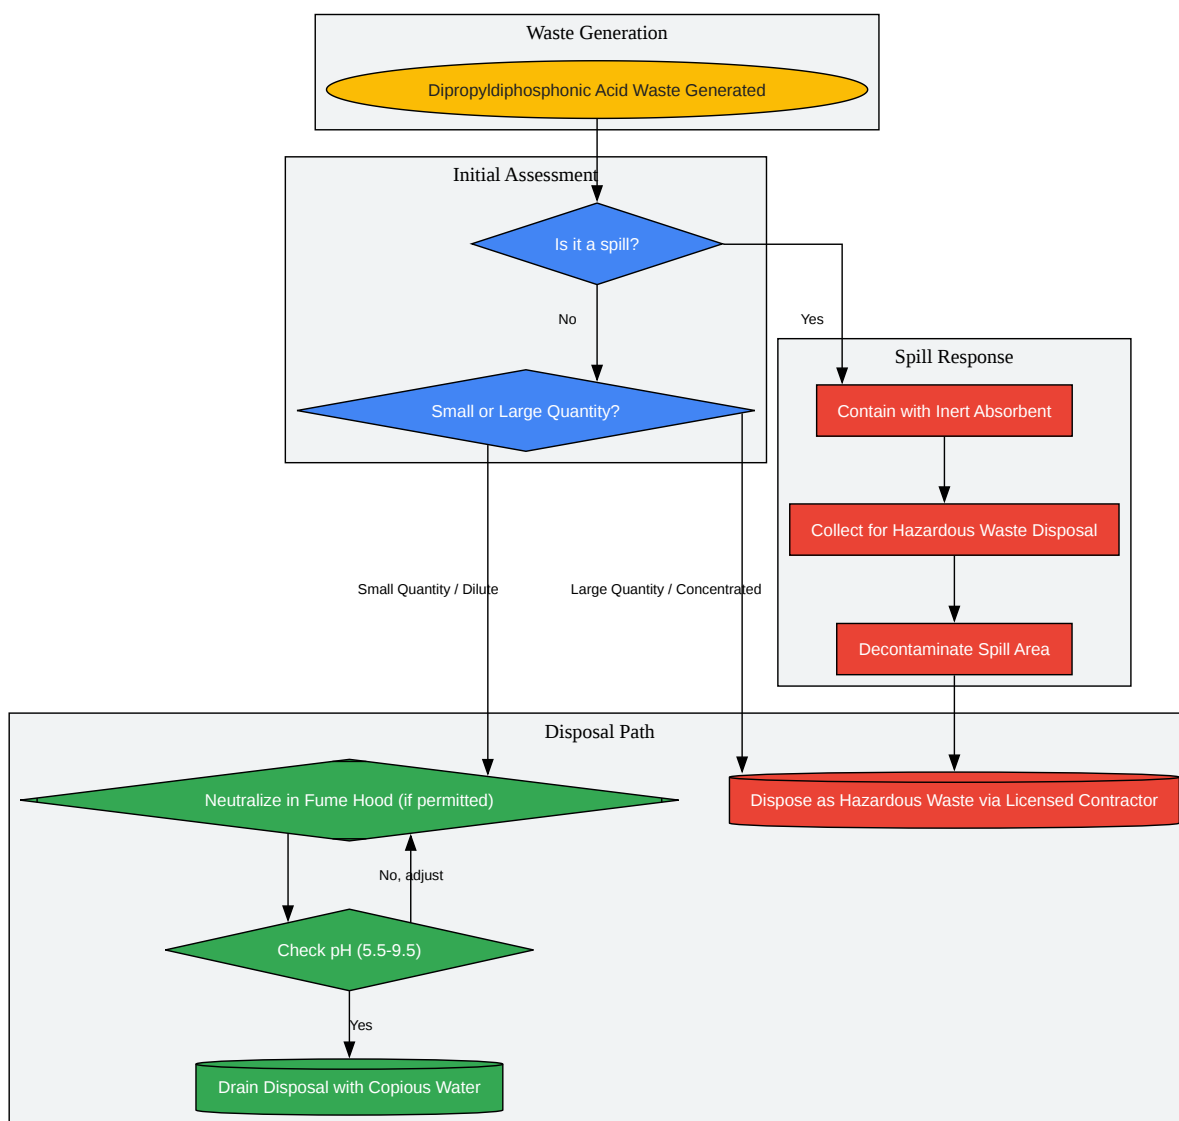 Waste Generation
Dipropyldiphosphonic Acid Waste Generated
Initial Assessment
Is it a spill?
No
Yes
Spill Response
Small or Large Quantity?
Contain with Inert Absorbent
Collect for Hazardous Waste Disposal
Small Quantity / Dilute
Large Quantity / Concentrated
Decontaminate Spill Area
Disposal Path
Neutralize in Fume Hood (if permitted)
Dispose as Hazardous Waste via Licensed Contractor
No, adjust
Check pH (5.5-9.5)
Yes
Drain Disposal with Copious Water